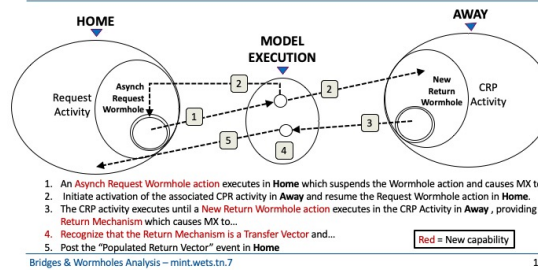 HOME
AWAY
MODEL
EXECUTION
Request
Activity
Asynch
Request
Wormhole
2
2
1
3
5
4
New
Return
Wormhole
CRP
Activity
1. An Asynch Request Wormhole action executes in Home which suspends the Wormhole action and causes MX to
2. Initiate activation of the associated CPR activity in Away and resume the Request Wormhole action in Home.
3. The CRP activity executes until a New Return Wormhole action executes in the CRP Activity in Away , providing
Return Mechanism which causes MX to...
4. Recognize that the Return Mechanism is a Transfer Vector and...
5. Post the “Populated Return Vector” event in Home
Red = New capability
Bridges & Wormholes Analysis – mint.wets.tn.7
1